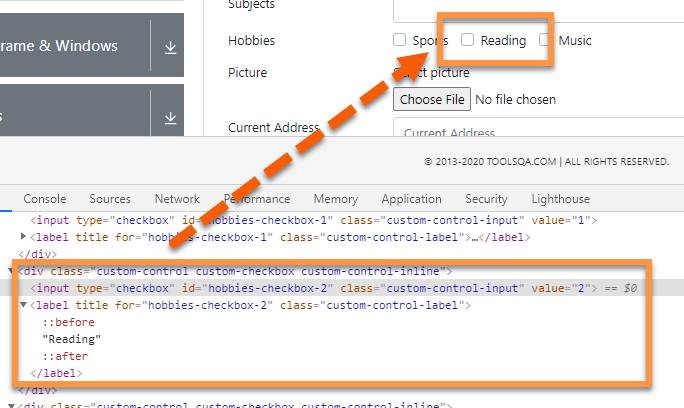 Subjects
Hobbies
Sports
Reading
Music
rame & Windows
Picture
Select picture
Choose File No file chosen
s
Current Address
Current Address
© 2013-2020 TOOLSQA.COM | ALL RIGHTS RESERVED.
Console Sources Network Performance Memory Application Security Lighthouse
<input type="checkbox" id="hobbies-checkbox-1" class="custom-control-input" value="1">
<label title for="hobbies-checkbox-1" class="custom-control-label">…</label>
</div>
<div class="custom-control custom-checkbox custom-control-inline">
<input type="checkbox" id="hobbies-checkbox-2" class="custom-control-input" value="2"> == $0
<label title for="hobbies-checkbox-2" class="custom-control-label">
::before
"Reading"
::after
</label>
</div>
<div class="custom-control custom-checkbox custom-control-inline">